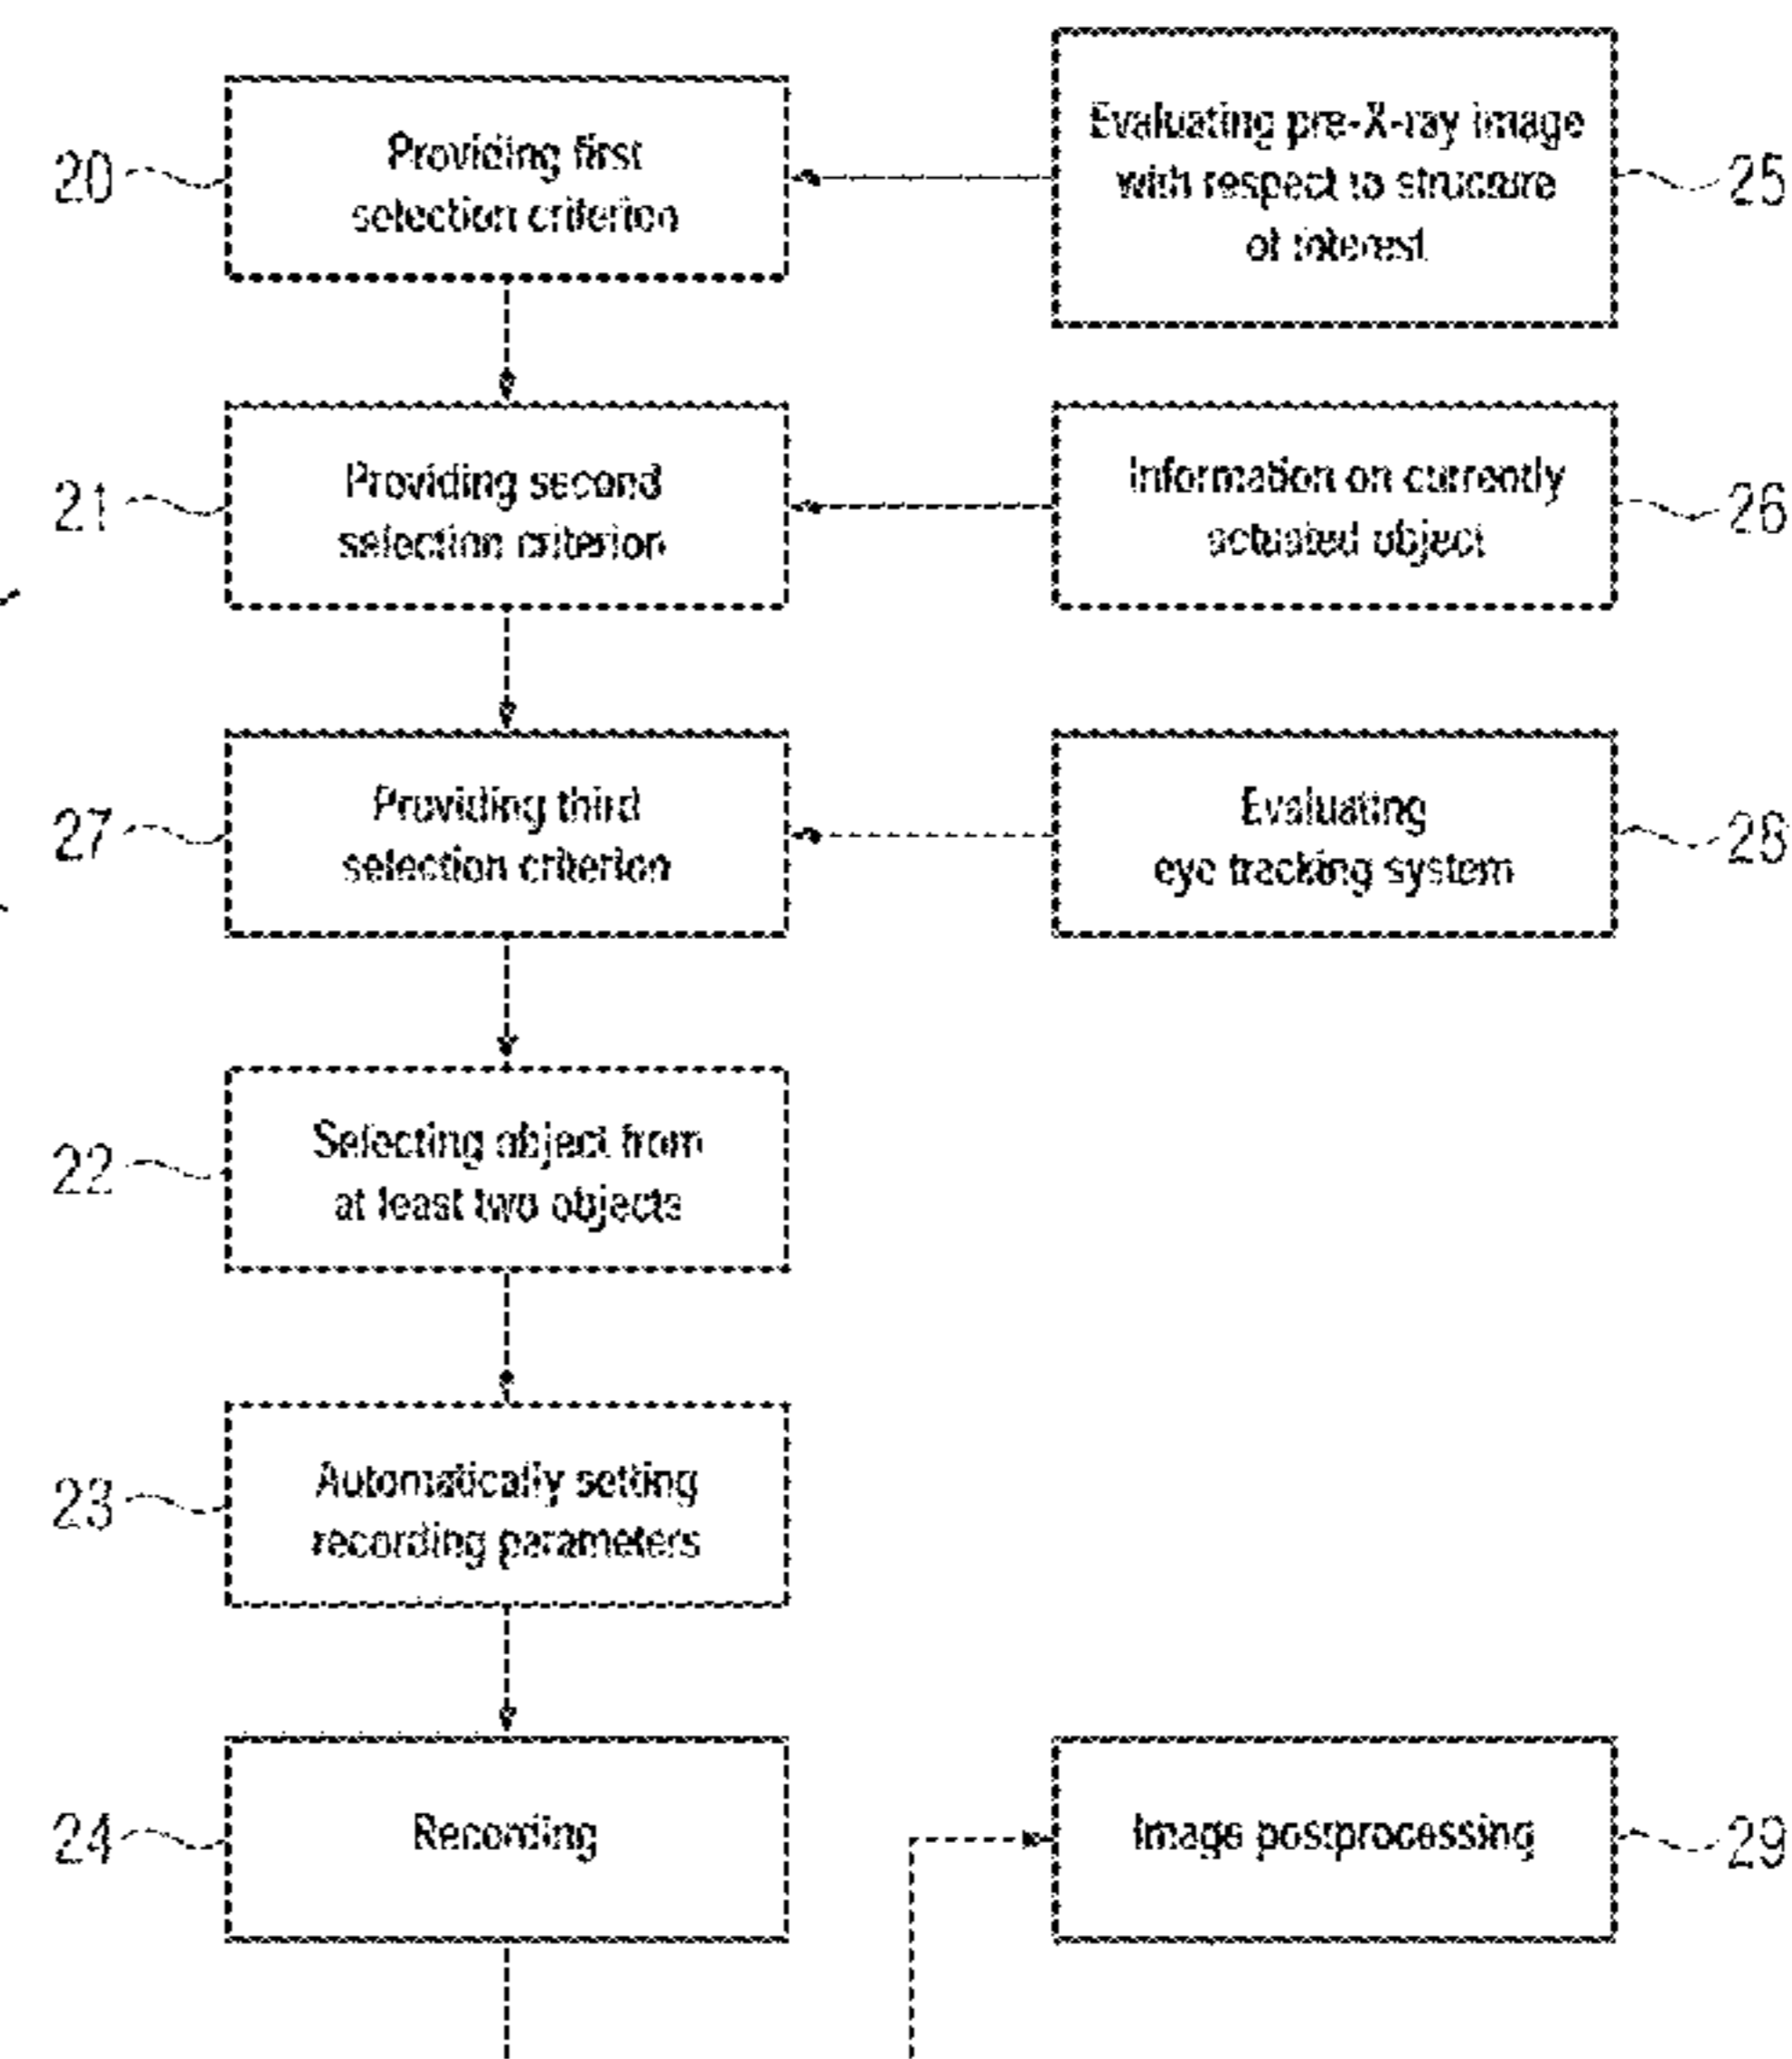 20
Providing first
selection criterion
Evaluating pre-X-ray image
with respect to structure
of interest
25
21
Providing second
selection criterion
Information on currently
actuated object
26
27
Providing third
selection criterion
Evaluating
eye tracking system
28
22
Selecting object from
at least two objects
23
Automatically setting
recording parameters
24
Recording
Image postprocessing
29